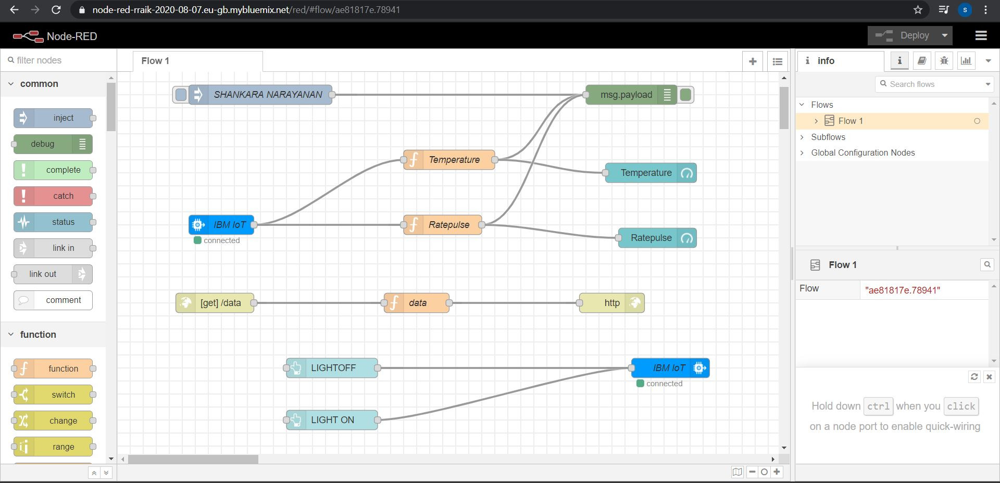 node-red-rraik-2020-08-07.eu-gb.mybluemix.net/red/#flow/ae81817e.78941
S
Node-RED
Deploy
filter nodes
common
inject
debug
complete
catch
status
link in
link out
comment
function
function
switch
change
range
Flow 1
SHANKARA NARAYANAN
msg.payload
Temperature
Temperature
IBM IoT
connected
Ratepulse
Ratepulse
[get] /data
data
http
LIGHTOFF
IBM IoT
connected
LIGHT ON
info
Search flows
Flows
Flow 1
Subflows
Global Configuration Nodes
Flow 1
Flow
"ae81817e.78941"
Hold down ctrl when you click
on a node port to enable quick-wiring